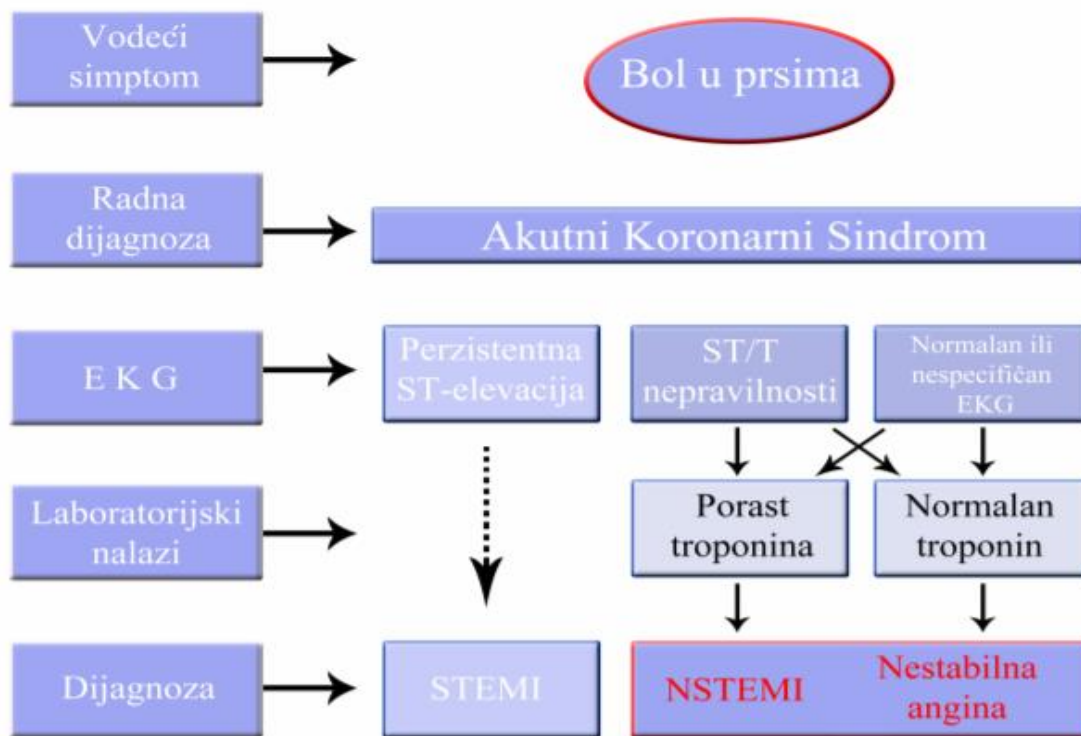 Vodeći
simptom
Bol u prsima
Radna
dijagnoza
Akutni Koronarni Sindrom
E K G
Perzistentna
ST-elevacija
ST/T
nepravilnosti
Normalan ili
nespecifičan
EKG
Laboratorijski
nalazi
Porast
troponina
Normalan
troponin
Dijagnoza
STEMI
NSTEMI
Nestabilna
angina